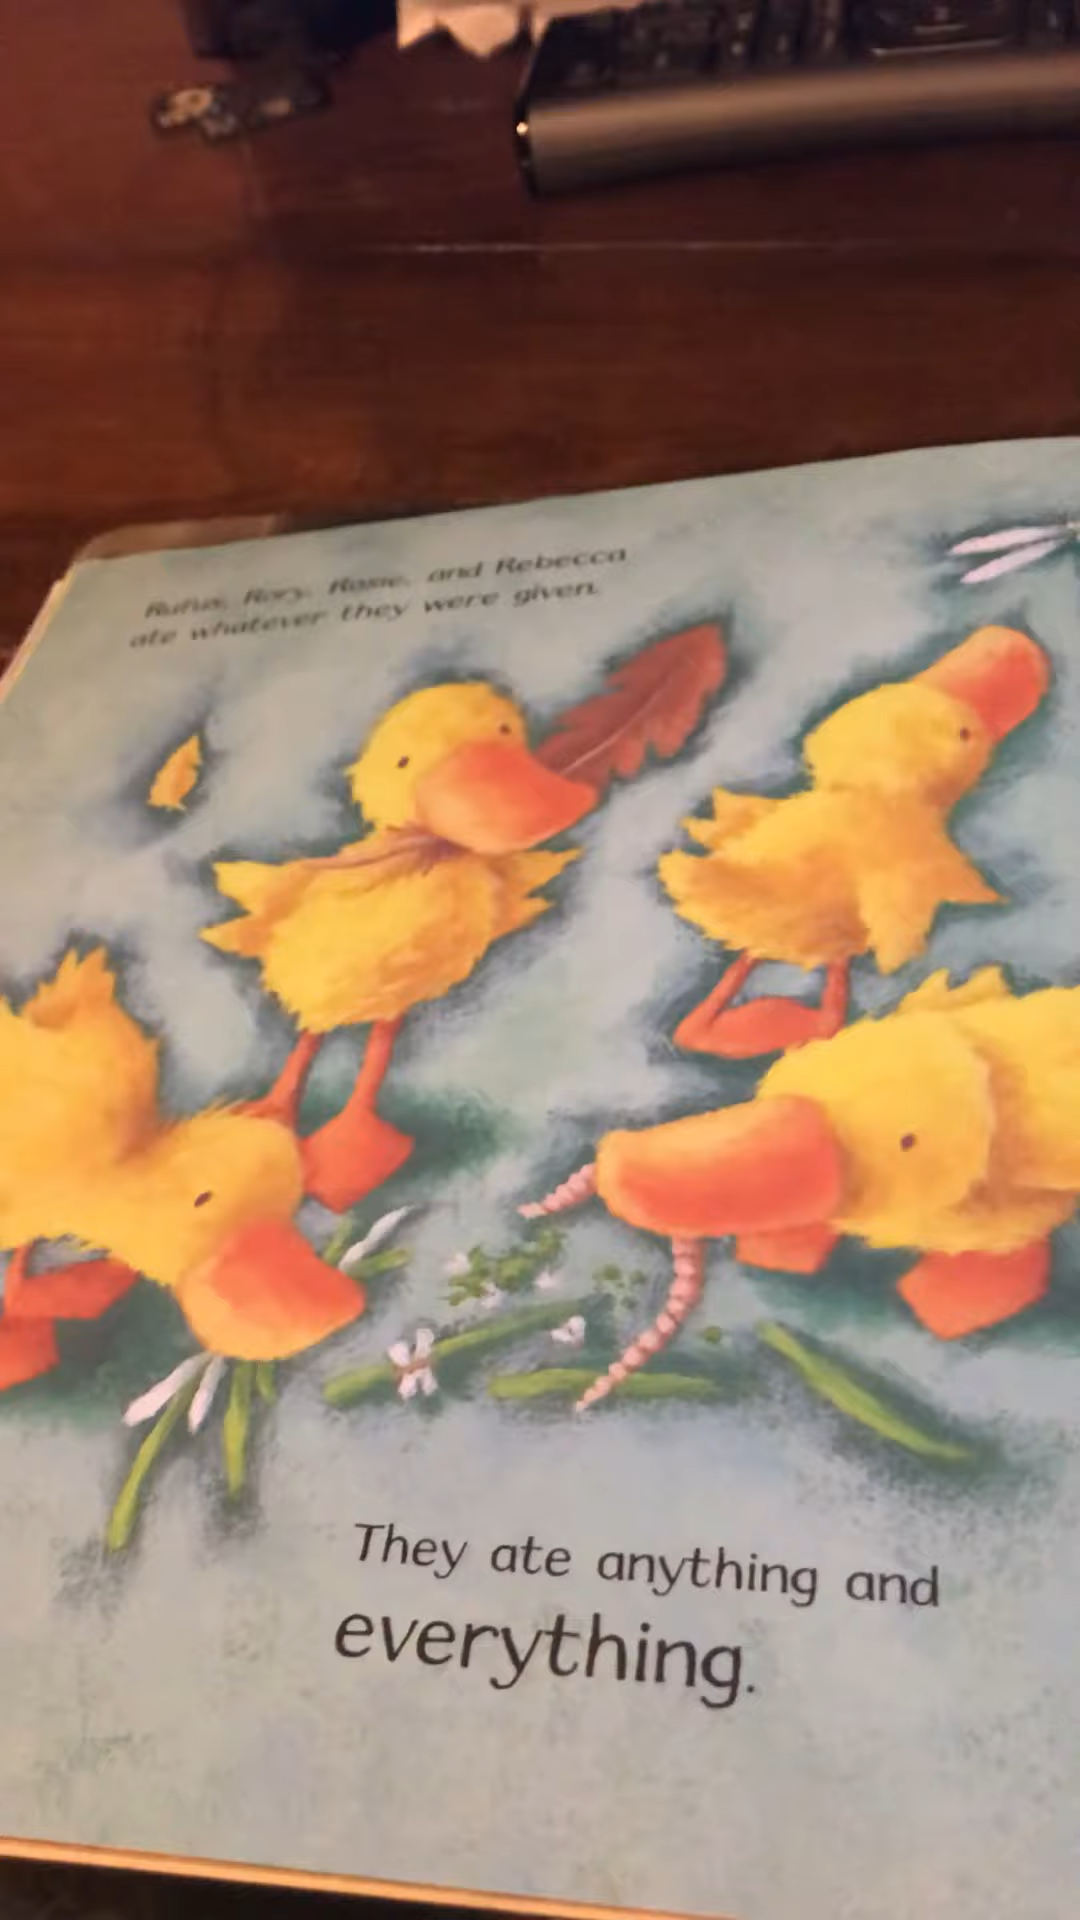 Rufus, Rory, Rosie, and Rebecca
ate whatever they were given.
They ate anything and
everything.